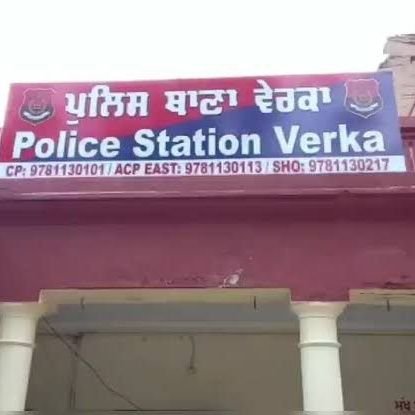 ਪੁਲਿਸ ਥਾਣਾ ਵੇਰਕਾ
Police Station Verka
CP: 9781130101 / ACP EAST: 9781130113 / SHO: 9781130217